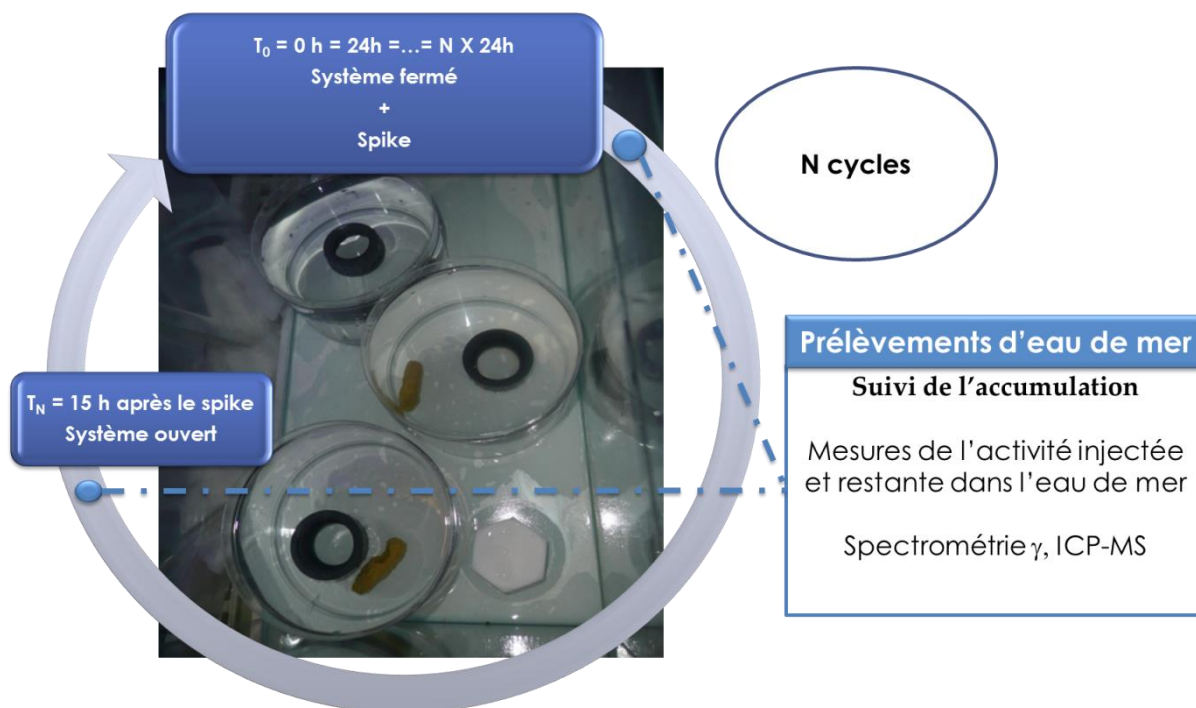 T₀ = 0 h = 24h =...= N X 24h
Système fermé
+
Spike
N cycles
T_N = 15 h après le spike
Système ouvert
Prélèvements d'eau de mer
Suivi de l'accumulation
Mesures de l'activité injectée
et restante dans l'eau de mer
Spectrométrie γ, ICP-MS